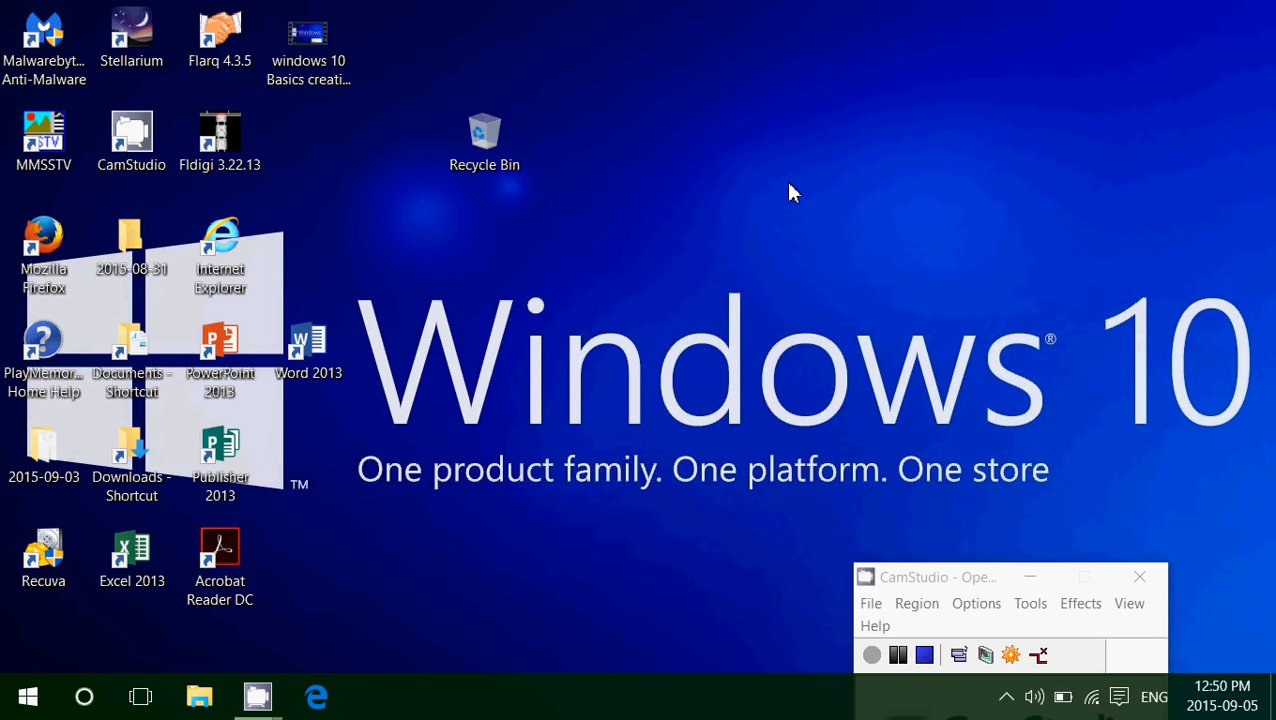 Malwarebyt...
Anti-Malware
Stellarium
Flarq 4.3.5
windows 10
Basics creati...
MMSSTV
CamStudio
Fldigi 3.22.13
Recycle Bin
Mozilla
Firefox
2015-08-31
Internet
Explorer
PlayMemor...
Home Help
Documents -
Shortcut
PowerPoint
2013
Word 2013
Windows® 10
One product family. One platform. One store
2015-09-03
Downloads -
Shortcut
Publisher
2013
TM
Recuva
Excel 2013
Acrobat
Reader DC
CamStudio - Ope...
File Region Options Tools Effects View
Help
ENG
12:50 PM
2015-09-05